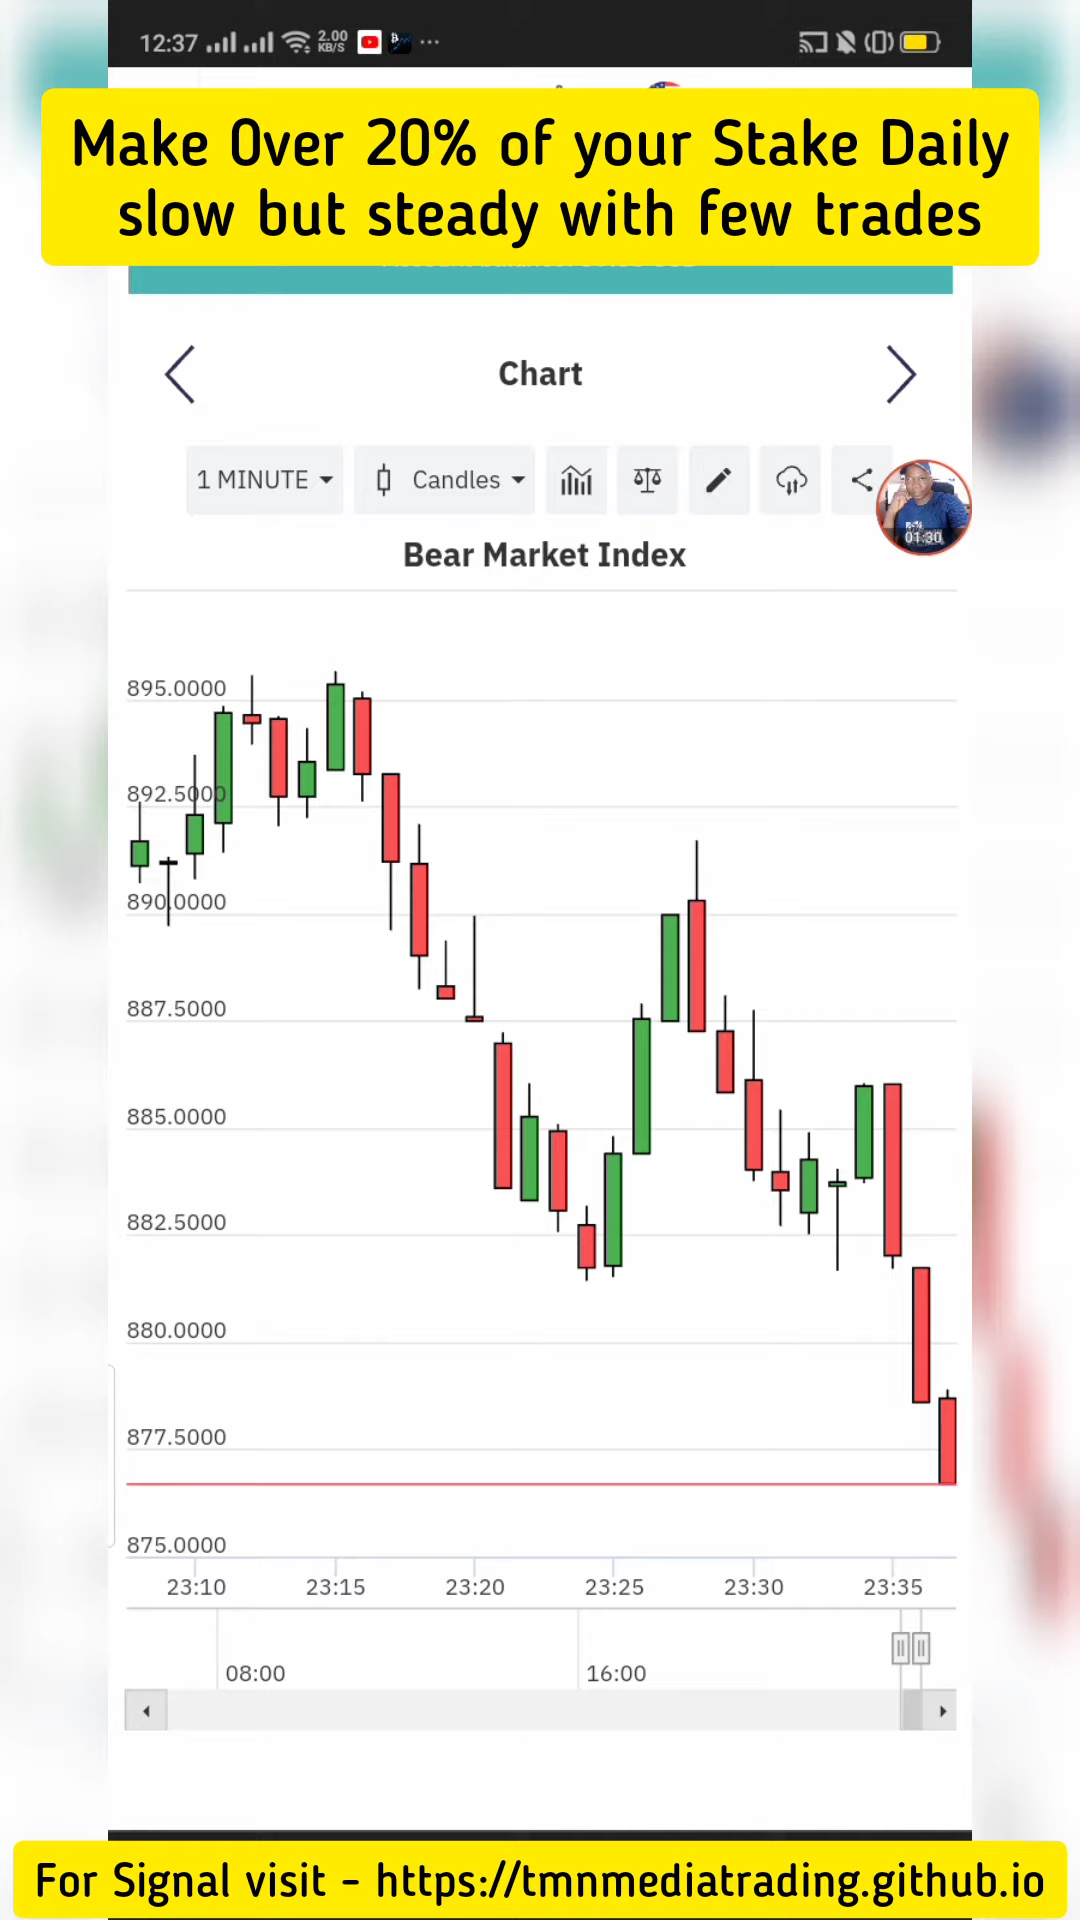 12:37
2.00
KB/S
Make Over 20% of your Stake Daily
slow but steady with few trades
Chart
1 MINUTE
Candles
01:30
Bear Market Index
895.0000
892.5000
890.0000
887.5000
885.0000
882.5000
880.0000
877.5000
875.0000
23:10 23:15 23:20 23:25 23:30 23:35
08:00 16:00
For Signal visit - https://tmnmediatrading.github.io